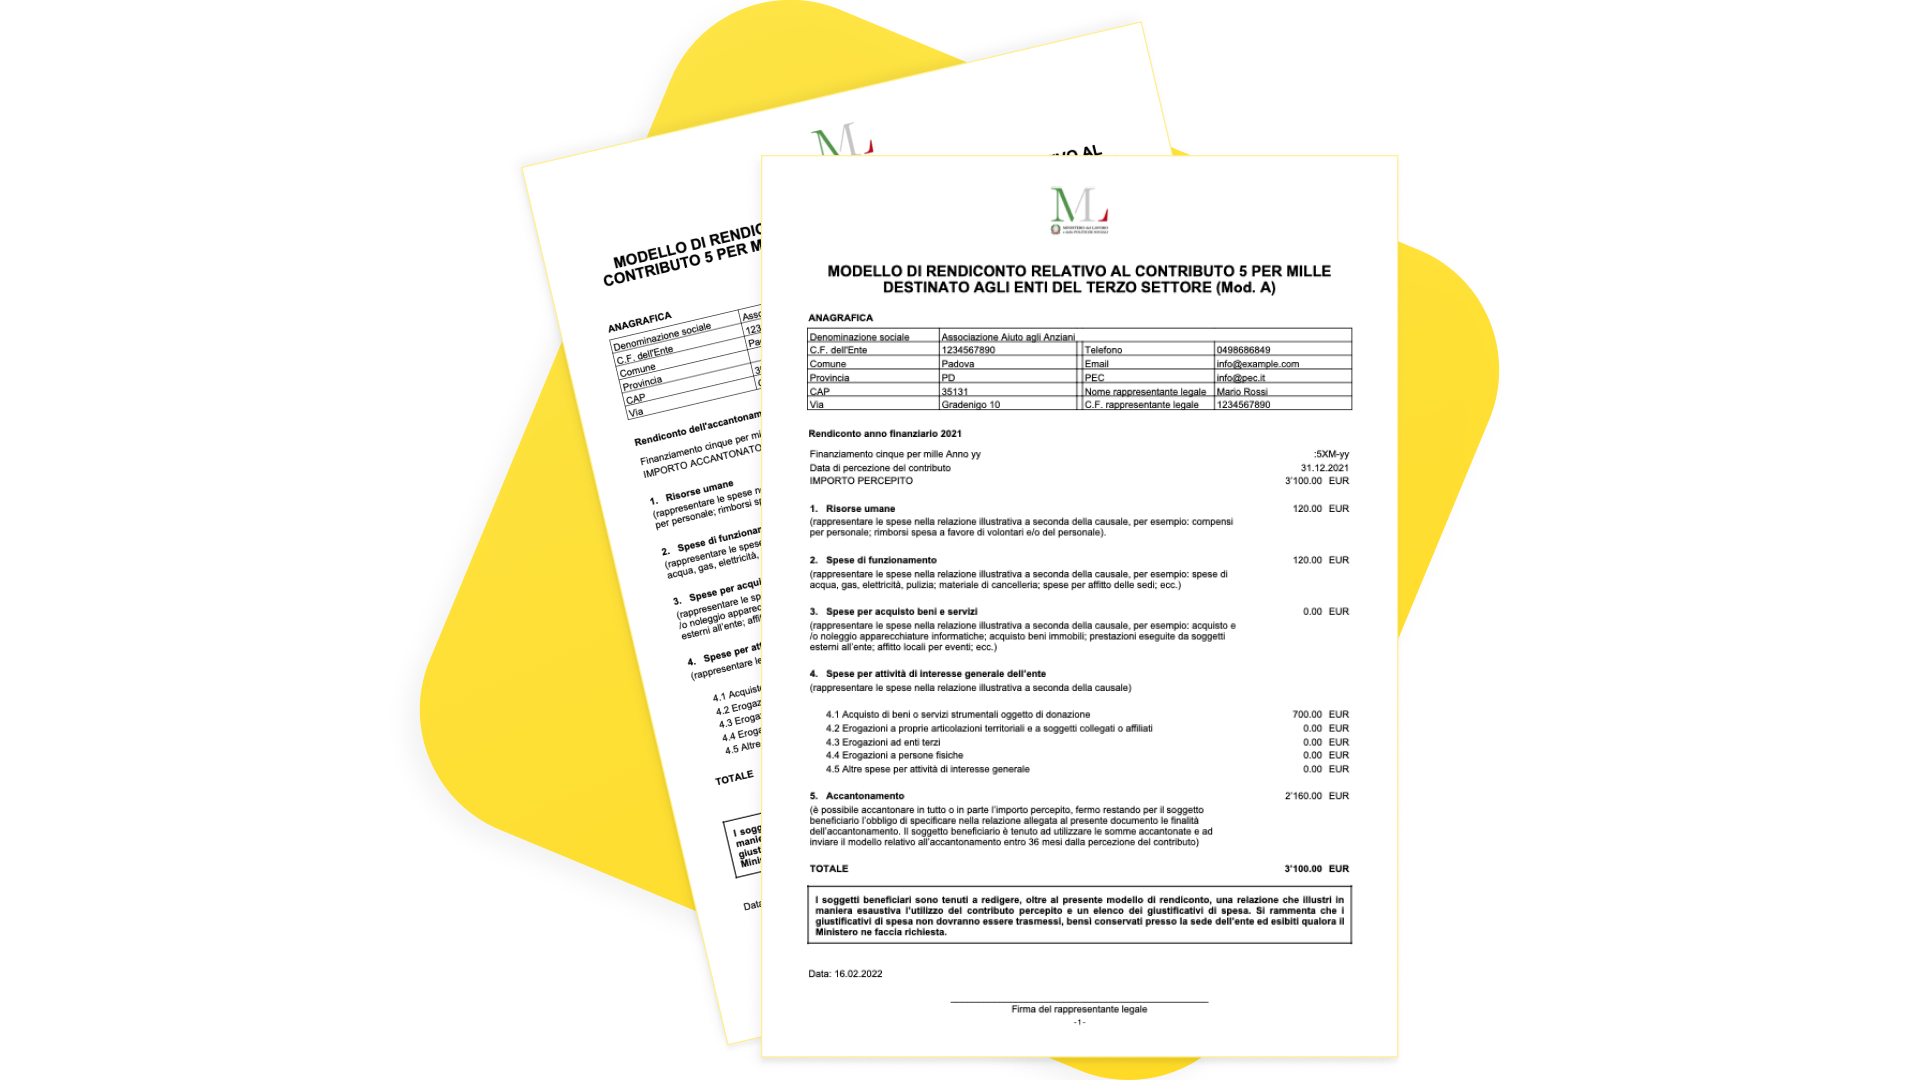 ML
VO AL
MODELLO DI RENDIC
CONTRIBUTO 5 PER M
ANAGRAFICA
Denominazione sociale Asso
C.F. dell'Ente 123
Comune Pa
Provincia
CAP 3
Via
Rendiconto dell'accantonam
Finanziamento cinque per mi
IMPORTO ACCANTONATO
1. Risorse umane
(rappresentare le spese n
per personale; rimborsi sp
2. Spese di funzionar
(rappresentare le spese
acqua, gas, elettricità,
3. Spese per acqui
(rappresentare le sp
/o noleggio apparec
esterni all'ente; affi
4. Spese per att
(rappresentare le
4.1 Acquist
4.2 Erogaz
4.3 Eroga
4.4 Eroga
4.5 Altre
TOTALE
I sogg
manie
giust
Mini
Data
ML
MINISTERO del LAVORO
e delle POLITICHE SOCIALI
MODELLO DI RENDICONTO RELATIVO AL CONTRIBUTO 5 PER MILLE
DESTINATO AGLI ENTI DEL TERZO SETTORE (Mod. A)
ANAGRAFICA
Denominazione sociale Associazione Aiuto agli Anziani
C.F. dell'Ente 1234567890 Telefono 0498686849
Comune Padova Email info@example.com
Provincia PD PEC info@pec.it
CAP 35131 Nome rappresentante legale Mario Rossi
Via Gradenigo 10 C.F. rappresentante legale 1234567890
Rendiconto anno finanziario 2021
Finanziamento cinque per mille Anno yy :5XM-yy
Data di percezione del contributo 31.12.2021
IMPORTO PERCEPITO 3'100.00 EUR
1. Risorse umane 120.00 EUR
(rappresentare le spese nella relazione illustrativa a seconda della causale, per esempio: compensi
per personale; rimborsi spesa a favore di volontari e/o del personale).
2. Spese di funzionamento 120.00 EUR
(rappresentare le spese nella relazione illustrativa a seconda della causale, per esempio: spese di
acqua, gas, elettricità, pulizia; materiale di cancelleria; spese per affitto delle sedi; ecc.)
3. Spese per acquisto beni e servizi 0.00 EUR
(rappresentare le spese nella relazione illustrativa a seconda della causale, per esempio: acquisto e
/o noleggio apparecchiature informatiche; acquisto beni immobili; prestazioni eseguite da soggetti
esterni all'ente; affitto locali per eventi; ecc.)
4. Spese per attività di interesse generale dell'ente
(rappresentare le spese nella relazione illustrativa a seconda della causale)
4.1 Acquisto di beni o servizi strumentali oggetto di donazione 700.00 EUR
4.2 Erogazioni a proprie articolazioni territoriali e a soggetti collegati o affiliati 0.00 EUR
4.3 Erogazioni ad enti terzi 0.00 EUR
4.4 Erogazioni a persone fisiche 0.00 EUR
4.5 Altre spese per attività di interesse generale 0.00 EUR
5. Accantonamento 2'160.00 EUR
(è possibile accantonare in tutto o in parte l'importo percepito, fermo restando per il soggetto
beneficiario l'obbligo di specificare nella relazione allegata al presente documento le finalità
dell'accantonamento. Il soggetto beneficiario è tenuto ad utilizzare le somme accantonate e ad
inviare il modello relativo all'accantonamento entro 36 mesi dalla percezione del contributo)
TOTALE 3'100.00 EUR
I soggetti beneficiari sono tenuti a redigere, oltre al presente modello di rendiconto, una relazione che illustri in
maniera esaustiva l'utilizzo del contributo percepito e un elenco dei giustificativi di spesa. Si rammenta che i
giustificativi di spesa non dovranno essere trasmessi, bensì conservati presso la sede dell'ente ed esibiti qualora il
Ministero ne faccia richiesta.
Data: 16.02.2022
Firma del rappresentante legale
-1-